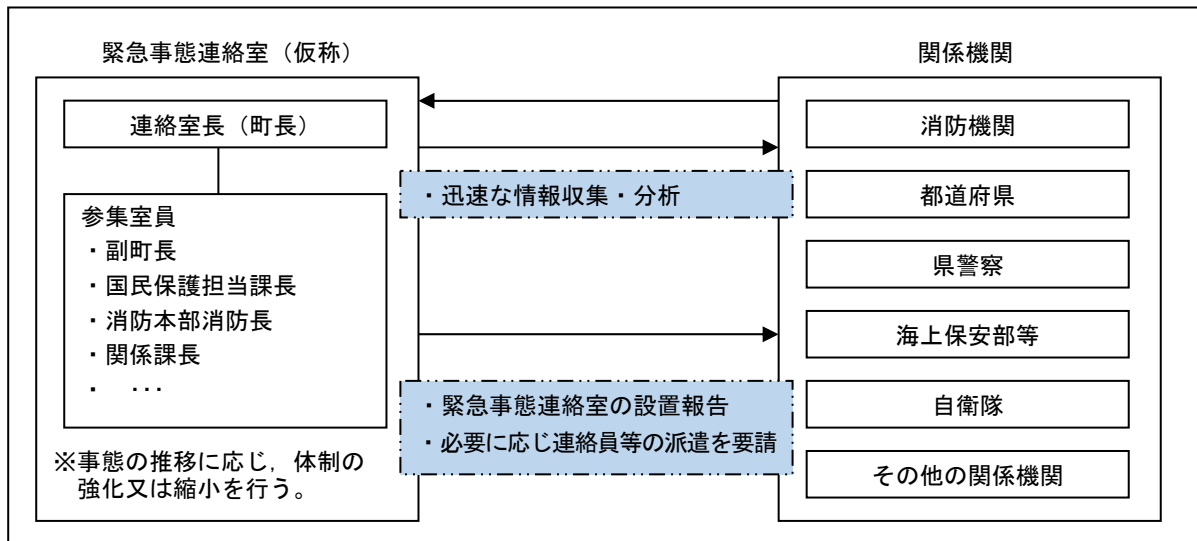 緊急事態連絡室（仮称）
連絡室長（町長）
参集室員
・副町長
・国民保護担当課長
・消防本部消防長
・関係課長
・ …
※事態の推移に応じ，体制の
強化又は縮小を行う。
・迅速な情報収集・分析
・緊急事態連絡室の設置報告
・必要に応じ連絡員等の派遣を要請
関係機関
消防機関
都道府県
県警察
海上保安部等
自衛隊
その他の関係機関